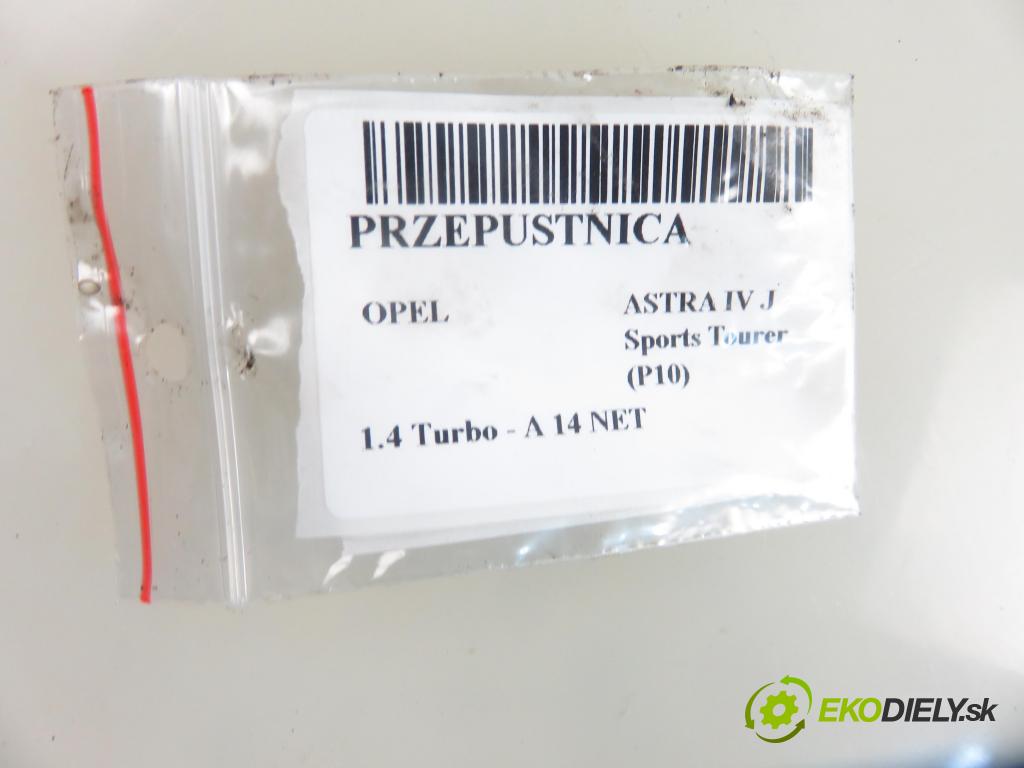 PRZEPUSTNICA
OPEL
ASTRA IV J
Sports Tourer
(P10)
1.4 Turbo - A 14 NET
EKODIELY.sk